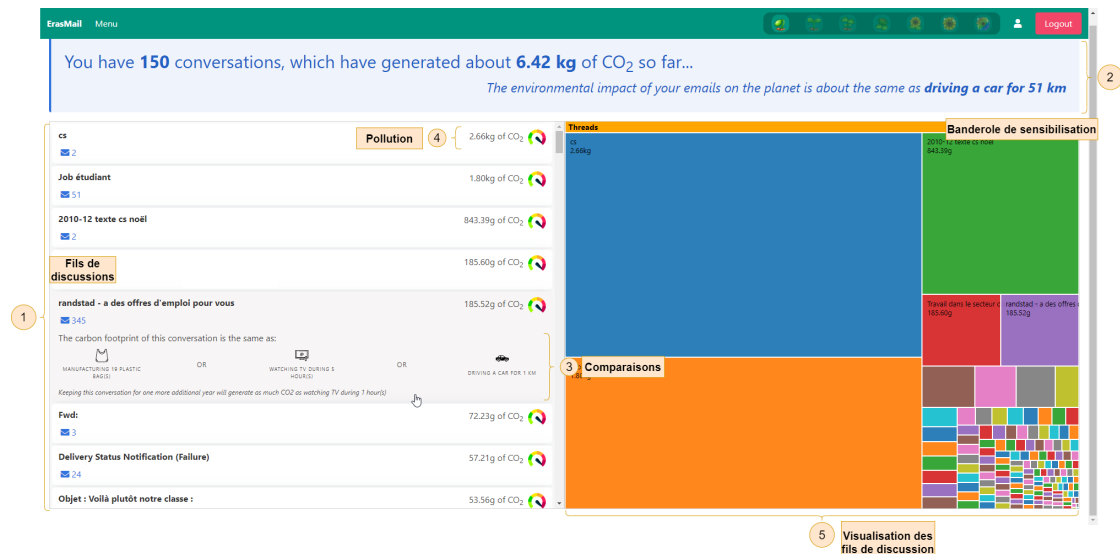 ErasMail Menu Logout
You have 150 conversations, which have generated about 6.42 kg of CO2 so far...
The environmental impact of your emails on the planet is about the same as driving a car for 51 km
2
cs
Pollution 4 2.66kg of CO2
2
Job étudiant
1.80kg of CO2
51
2010-12 texte cs noël
843.39g of CO2
2
Fils de
discussions
185.60g of CO2
1
randstad - a des offres d'emploi pour vous
185.52g of CO2
345
The carbon footprint of this conversation is the same as:
MANUFACTURING 19 PLASTIC
BAG(S)
OR
WATCHING TV DURING 5
HOUR(S)
OR
DRIVING A CAR FOR 1 KM
Keeping this conversation for one more additional year will generate as much CO2 as watching TV during 1 hour(s)
3 Comparaisons
Fwd:
72.23g of CO2
3
Delivery Status Notification (Failure)
57.21g of CO2
24
Objet : Voilà plutôt notre classe :
53.56g of CO2
Threads
Banderole de sensibilisation
cs
2.66kg
2010-12 texte cs noël
843.39g
Travail dans le secteur
185.60g
randstad - a des offres
185.52g
5 Visualisation des
fils de discussion